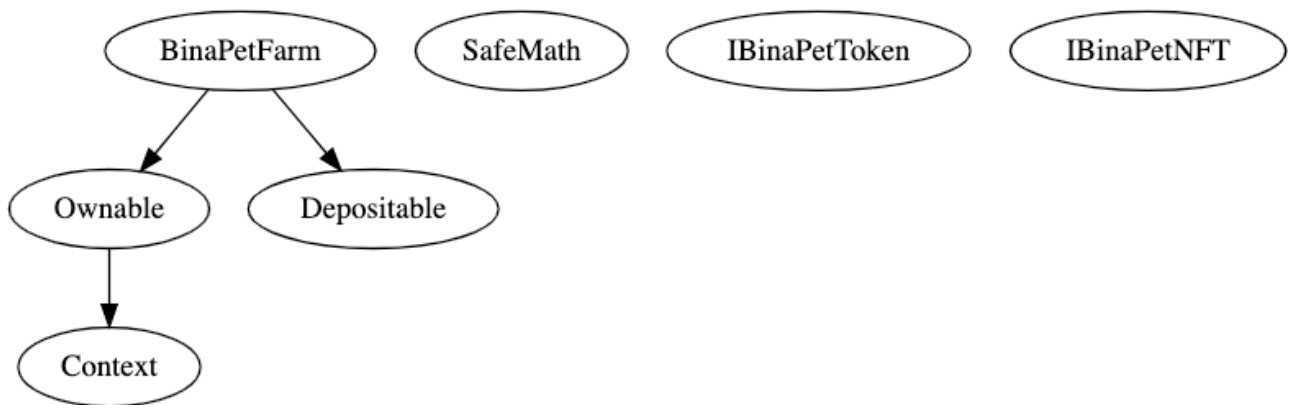 BinaPetFarm
SafeMath
IBinaPetToken
IBinaPetNFT
Ownable
Depositable
Context